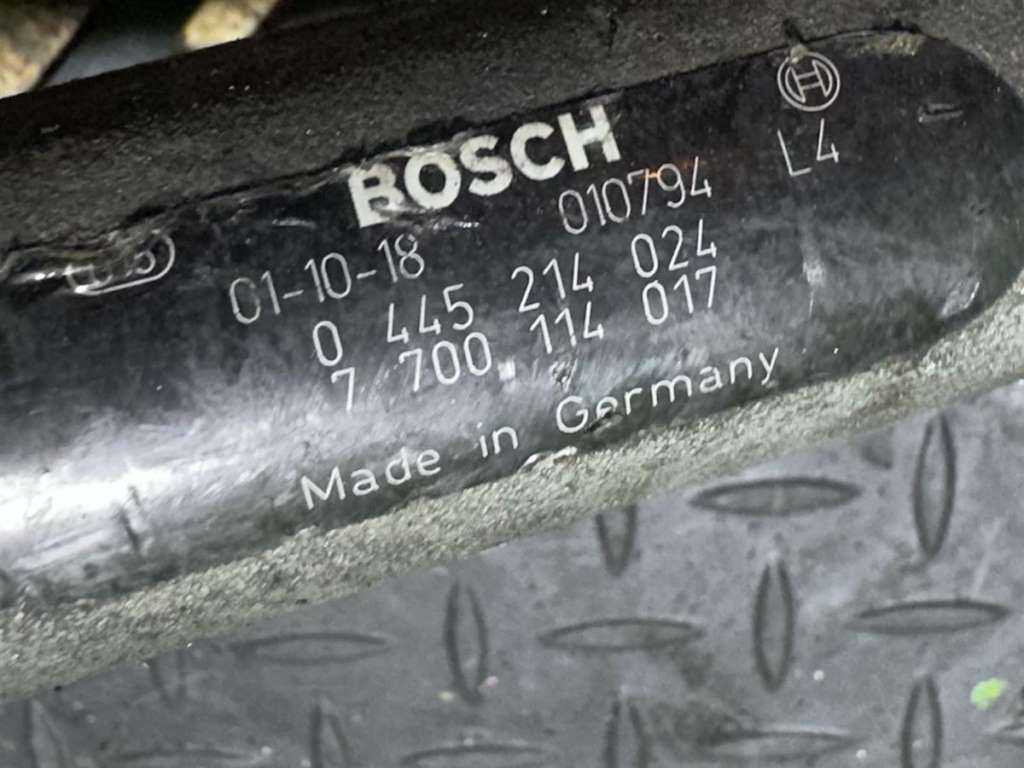 BOSCH
010794 L4
01-10-18
0 445 214 024
7 700 114 017
Made in Germany